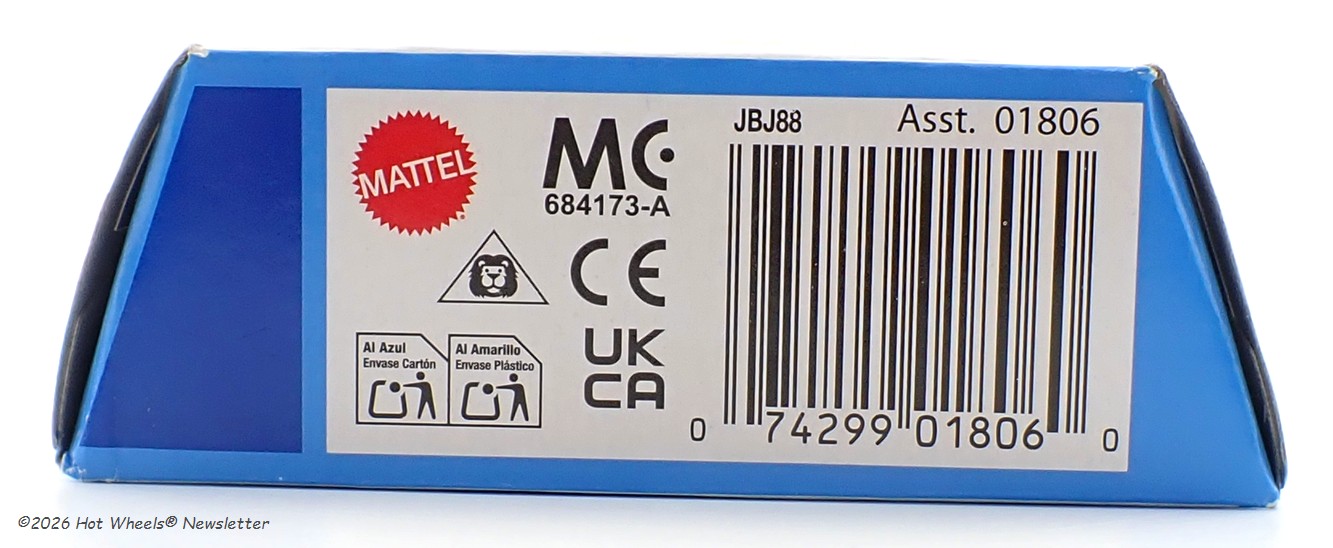 MATTEL
MC
684173-A
CE
UK
CA
Al Azul
Envase Cartón
Al Amarillo
Envase Plástico
JBJ88
Asst. 01806
0 74299 01806 0
©2026 Hot Wheels® Newsletter